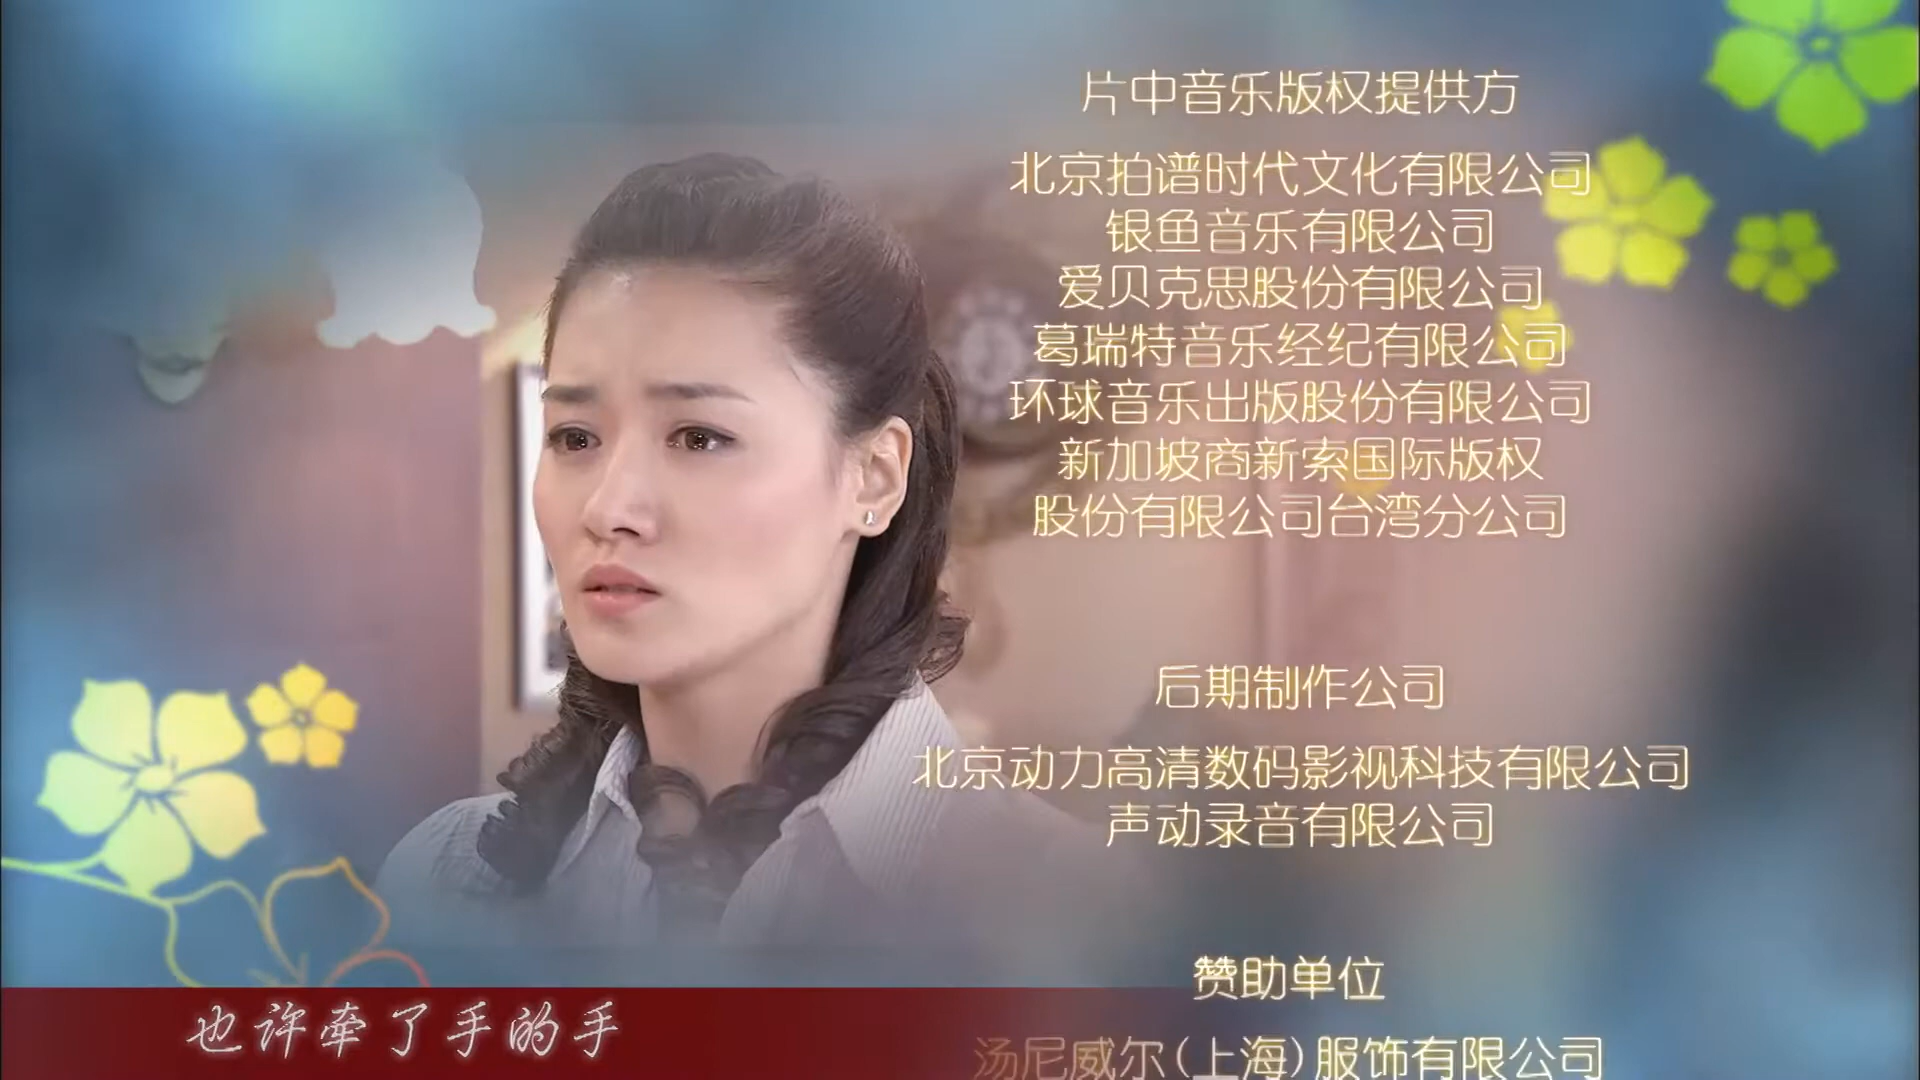 片中音乐版权提供方
北京拍谱时代文化有限公司
银鱼音乐有限公司
爱贝克思股份有限公司
葛瑞特音乐经纪有限公司
环球音乐出版股份有限公司
新加坡商新索国际版权
股份有限公司台湾分公司
后期制作公司
北京动力高清数码影视科技有限公司
声动录音有限公司
赞助单位
汤尼威尔(上海)服饰有限公司
也许牵了手的手